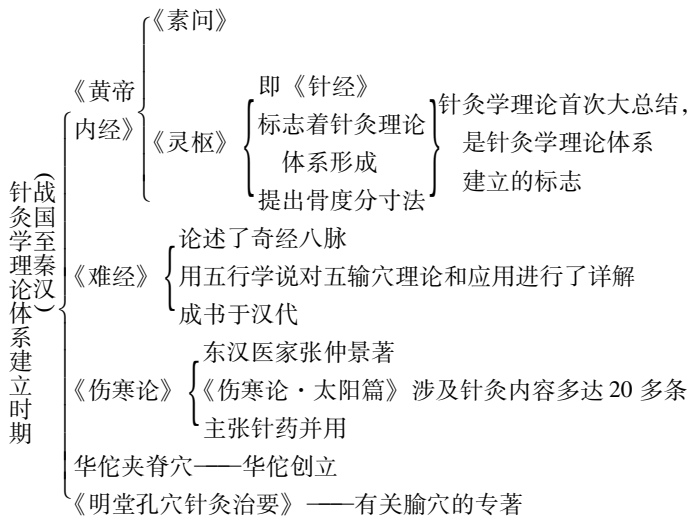 针灸学理论体系建立时期
（战国至秦汉）
《黄帝
内经》
《素问》
《灵枢》
即《针经》
标志着针灸理论
体系形成
提出骨度分寸法
针灸学理论首次大总结，
是针灸学理论体系
建立的标志
《难经》
论述了奇经八脉
用五行学说对五输穴理论和应用进行了详解
成书于汉代
《伤寒论》
东汉医家张仲景著
《伤寒论·太阳篇》涉及针灸内容多达20多条
主张针药并用
华佗夹脊穴——华佗创立
《明堂孔穴针灸治要》——有关腧穴的专著